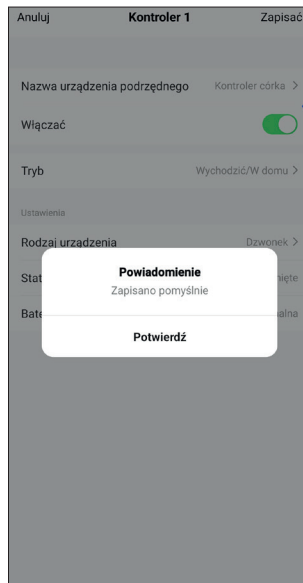 Anuluj Kontroler 1 Zapisać
Nazwa urządzenia podrzędnego Kontroler córka >
Włączać
Tryb Wychodzić/W domu >
Ustawienia
Rodzaj urządzenia Dzwonek >
Powiadomienie
Zapisano pomyślnie
Potwierdź